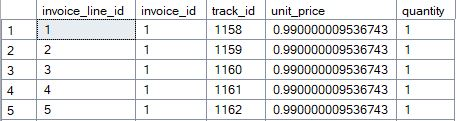 invoice_line_id invoice_id track_id unit_price quantity
1 1 1 1158 0.990000009536743 1
2 2 1 1159 0.990000009536743 1
3 3 1 1160 0.990000009536743 1
4 4 1 1161 0.990000009536743 1
5 5 1 1162 0.990000009536743 1